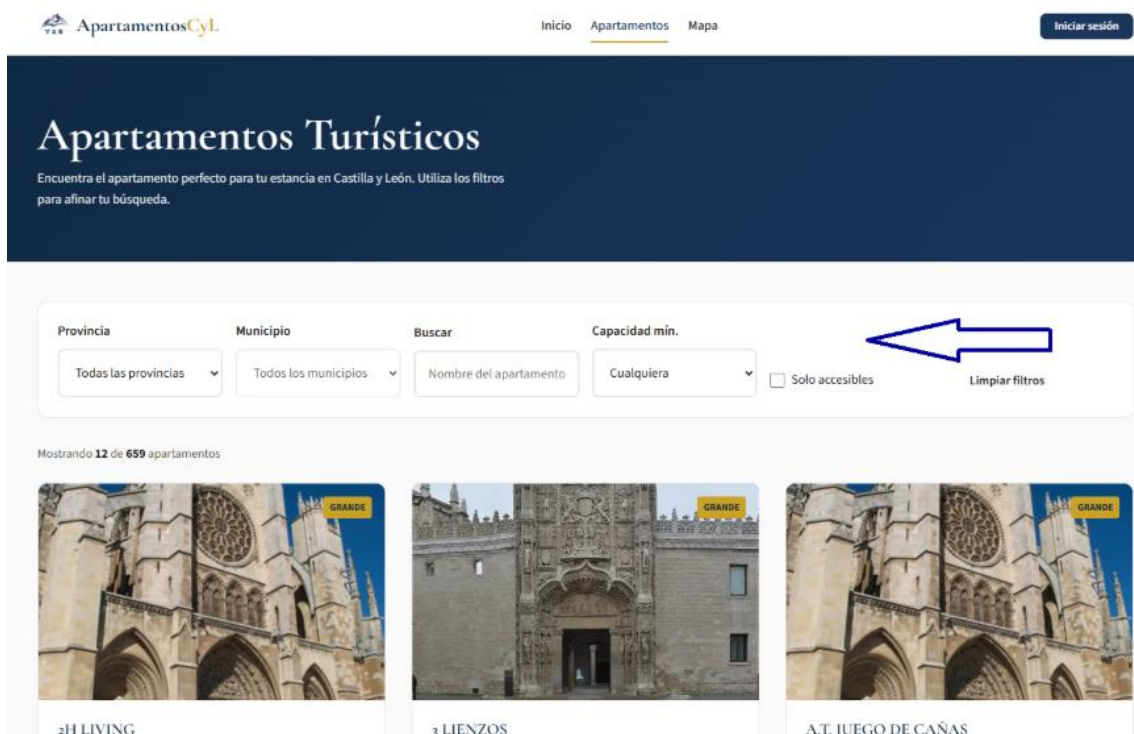 ApartamentosCyL
Inicio Apartamentos Mapa
Iniciar sesión
Apartamentos Turísticos
Encuentra el apartamento perfecto para tu estancia en Castilla y León. Utiliza los filtros
para afinar tu búsqueda.
Provincia Municipio Buscar Capacidad mín.
Todas las provincias Todos los municipios Nombre del apartamento Cualquiera Solo accesibles Limpiar filtros
Mostrando 12 de 659 apartamentos
GRANDE GRANDE GRANDE
2H LIVING 3 LIENZOS A.T. JUEGO DE CAÑAS